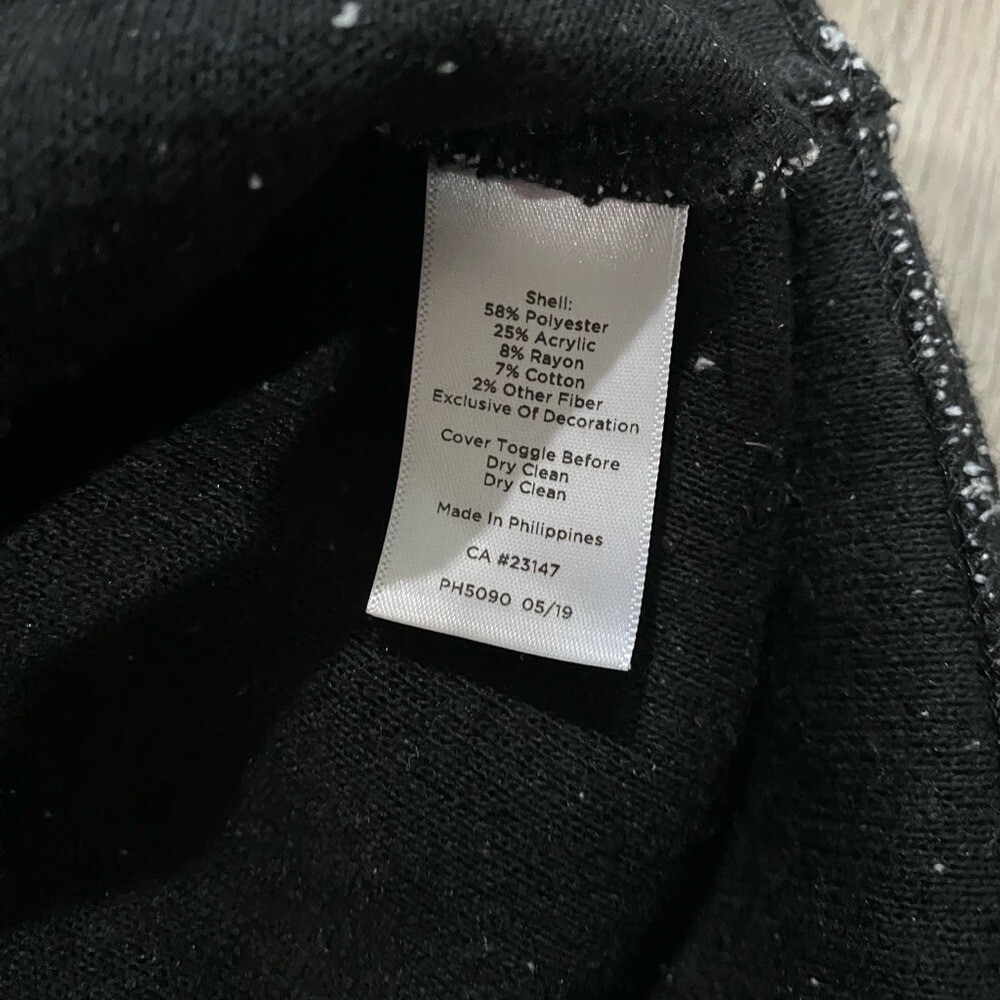 Shell:
58% Polyester
25% Acrylic
8% Rayon
7% Cotton
2% Other Fiber
Exclusive Of Decoration
Cover Toggle Before
Dry Clean
Dry Clean
Made In Philippines
CA #23147
PH5090 05/19